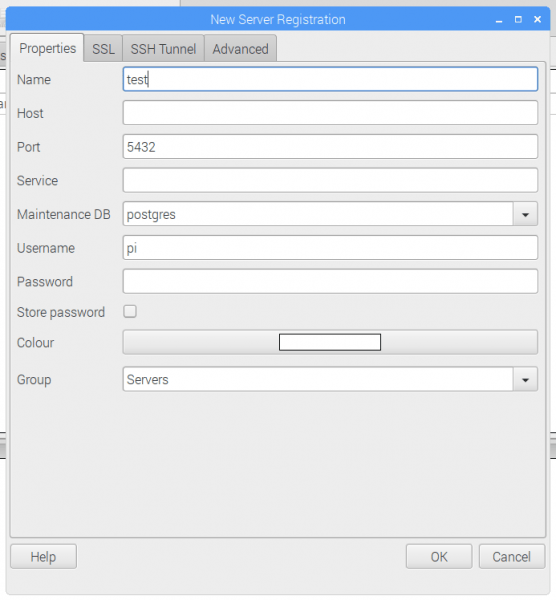 New Server Registration
Properties SSL SSH Tunnel Advanced
Name test
Host
Port 5432
Service
Maintenance DB postgres
Username pi
Password
Store password
Colour
Group Servers
Help OK Cancel